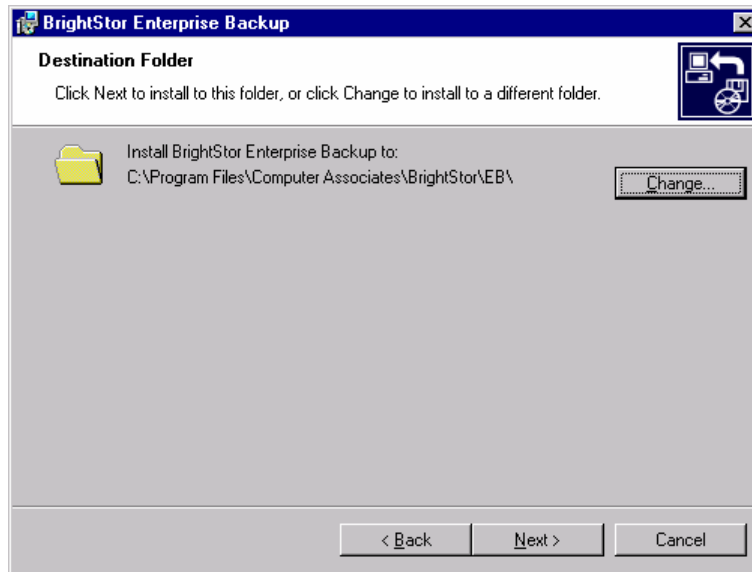 BrightStor Enterprise Backup
Destination Folder
Click Next to install to this folder, or click Change to install to a different folder.
Install BrightStor Enterprise Backup to:
C:\Program Files\Computer Associates\BrightStor\EB\
Change...
< Back
Next >
Cancel